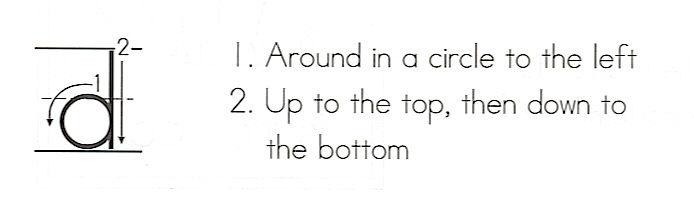 2
1
d
1. Around in a circle to the left
2. Up to the top, then down to
the bottom